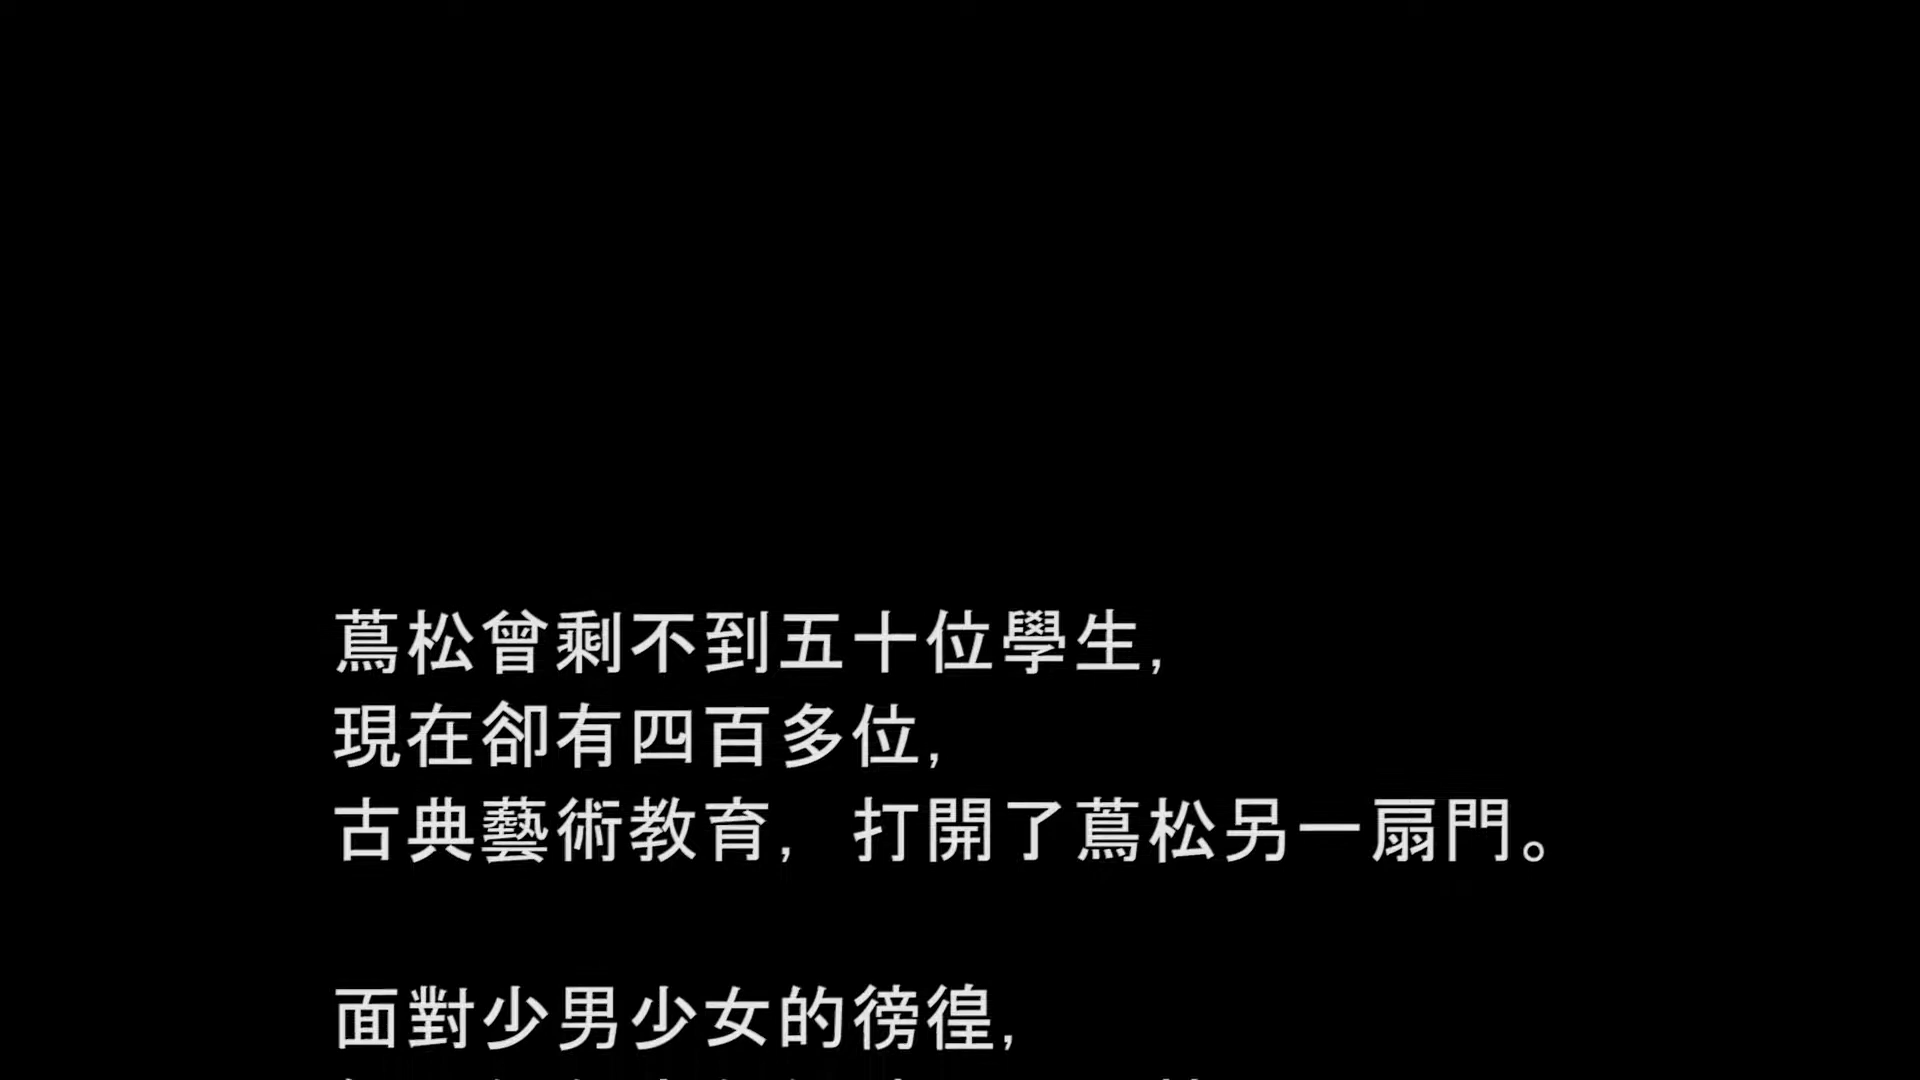 蔦松曾剩不到五十位學生,
現在卻有四百多位,
古典藝術教育, 打開了蔦松另一扇門。
面對少男少女的徬徨,